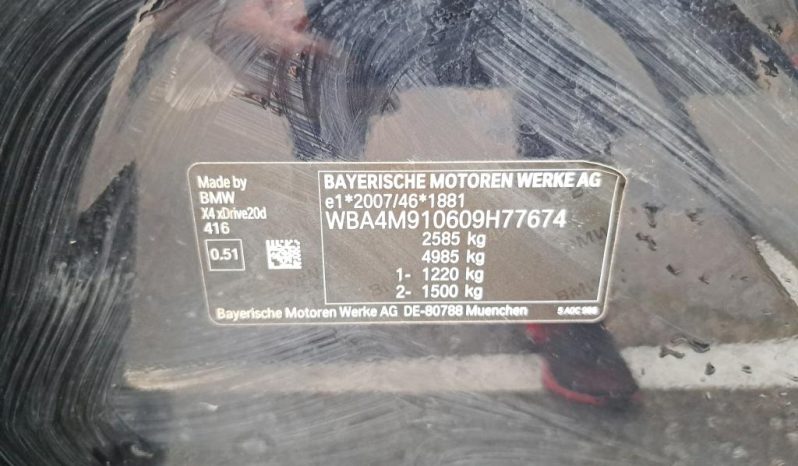 Made by
BMW
X4 xDrive20d
416
0.51
BAYERISCHE MOTOREN WERKE AG
e1*2007/46*1881
WBA4M910609H77674
2585 kg
4985 kg
1- 1220 kg
2- 1500 kg
Bayerische Motoren Werke AG DE-80788 Muenchen